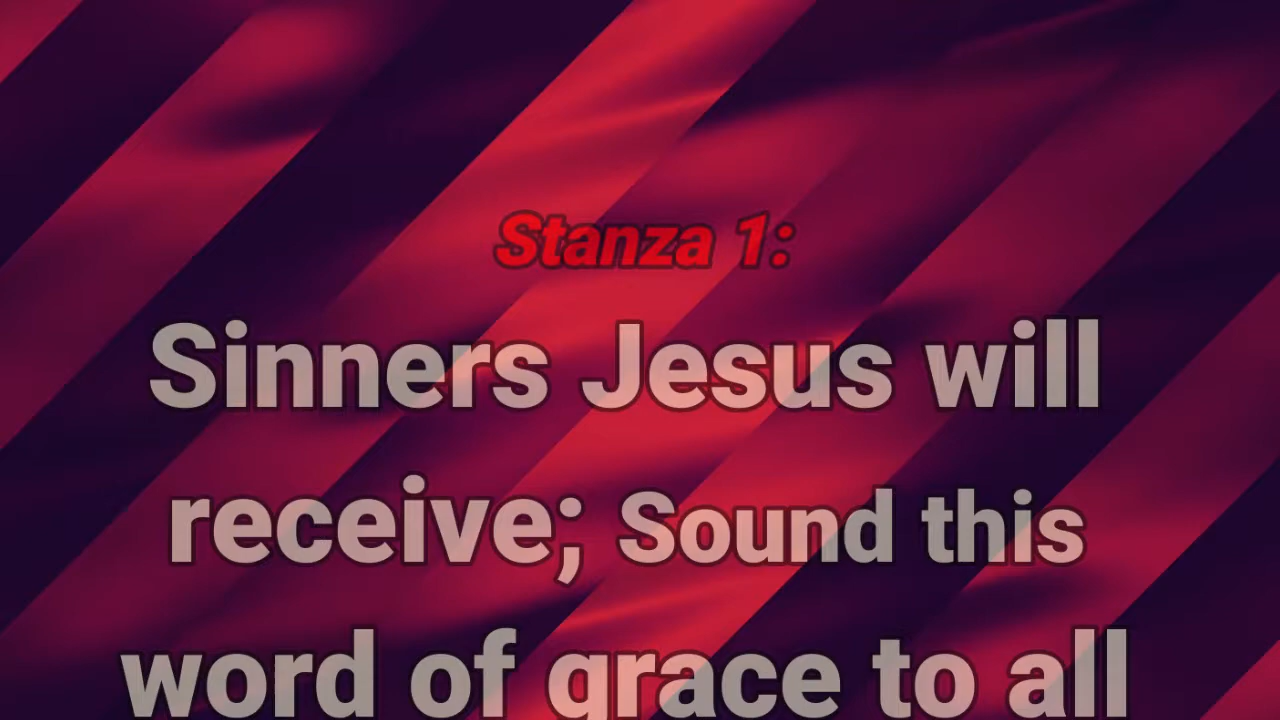 Stanza 1:
Sinners Jesus will
receive; Sound this
word of grace to all